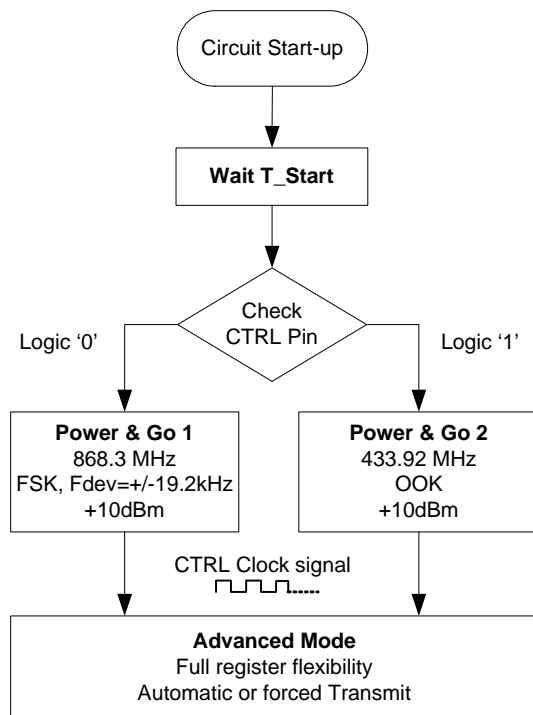 Circuit Start-up
Wait T_Start
Check
CTRL Pin
Logic ‘0’
Logic ‘1’
Power & Go 1
868.3 MHz
FSK, Fdev=+/-19.2kHz
+10dBm
Power & Go 2
433.92 MHz
OOK
+10dBm
CTRL Clock signal
Advanced Mode
Full register flexibility
Automatic or forced Transmit